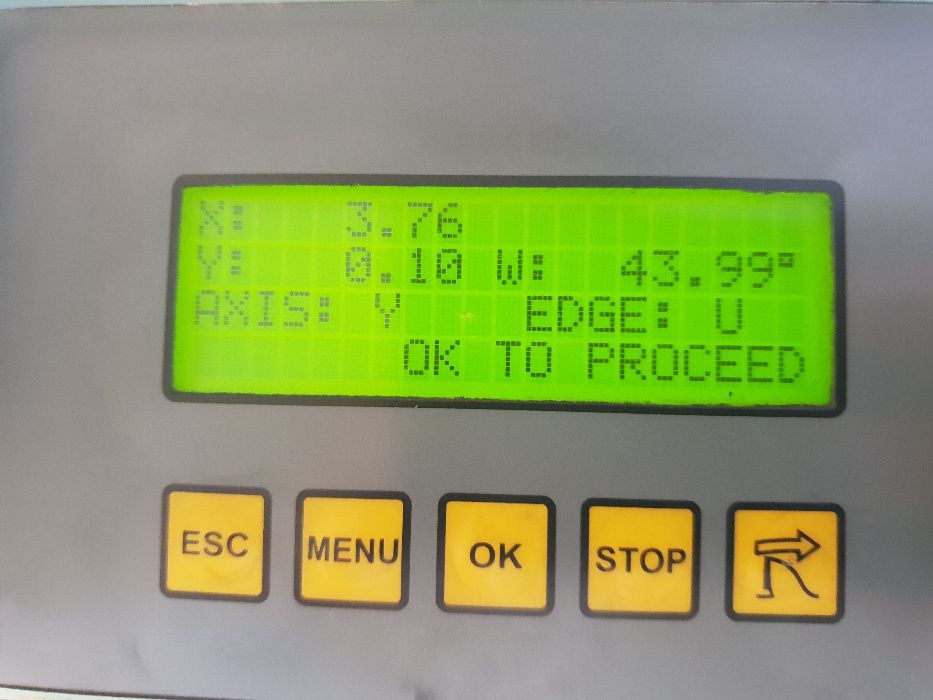 X: 3.76
Y: 0.10 W: 43.99°
AXIS: Y EDGE: U
OK TO PROCEED
ESC MENU OK STOP